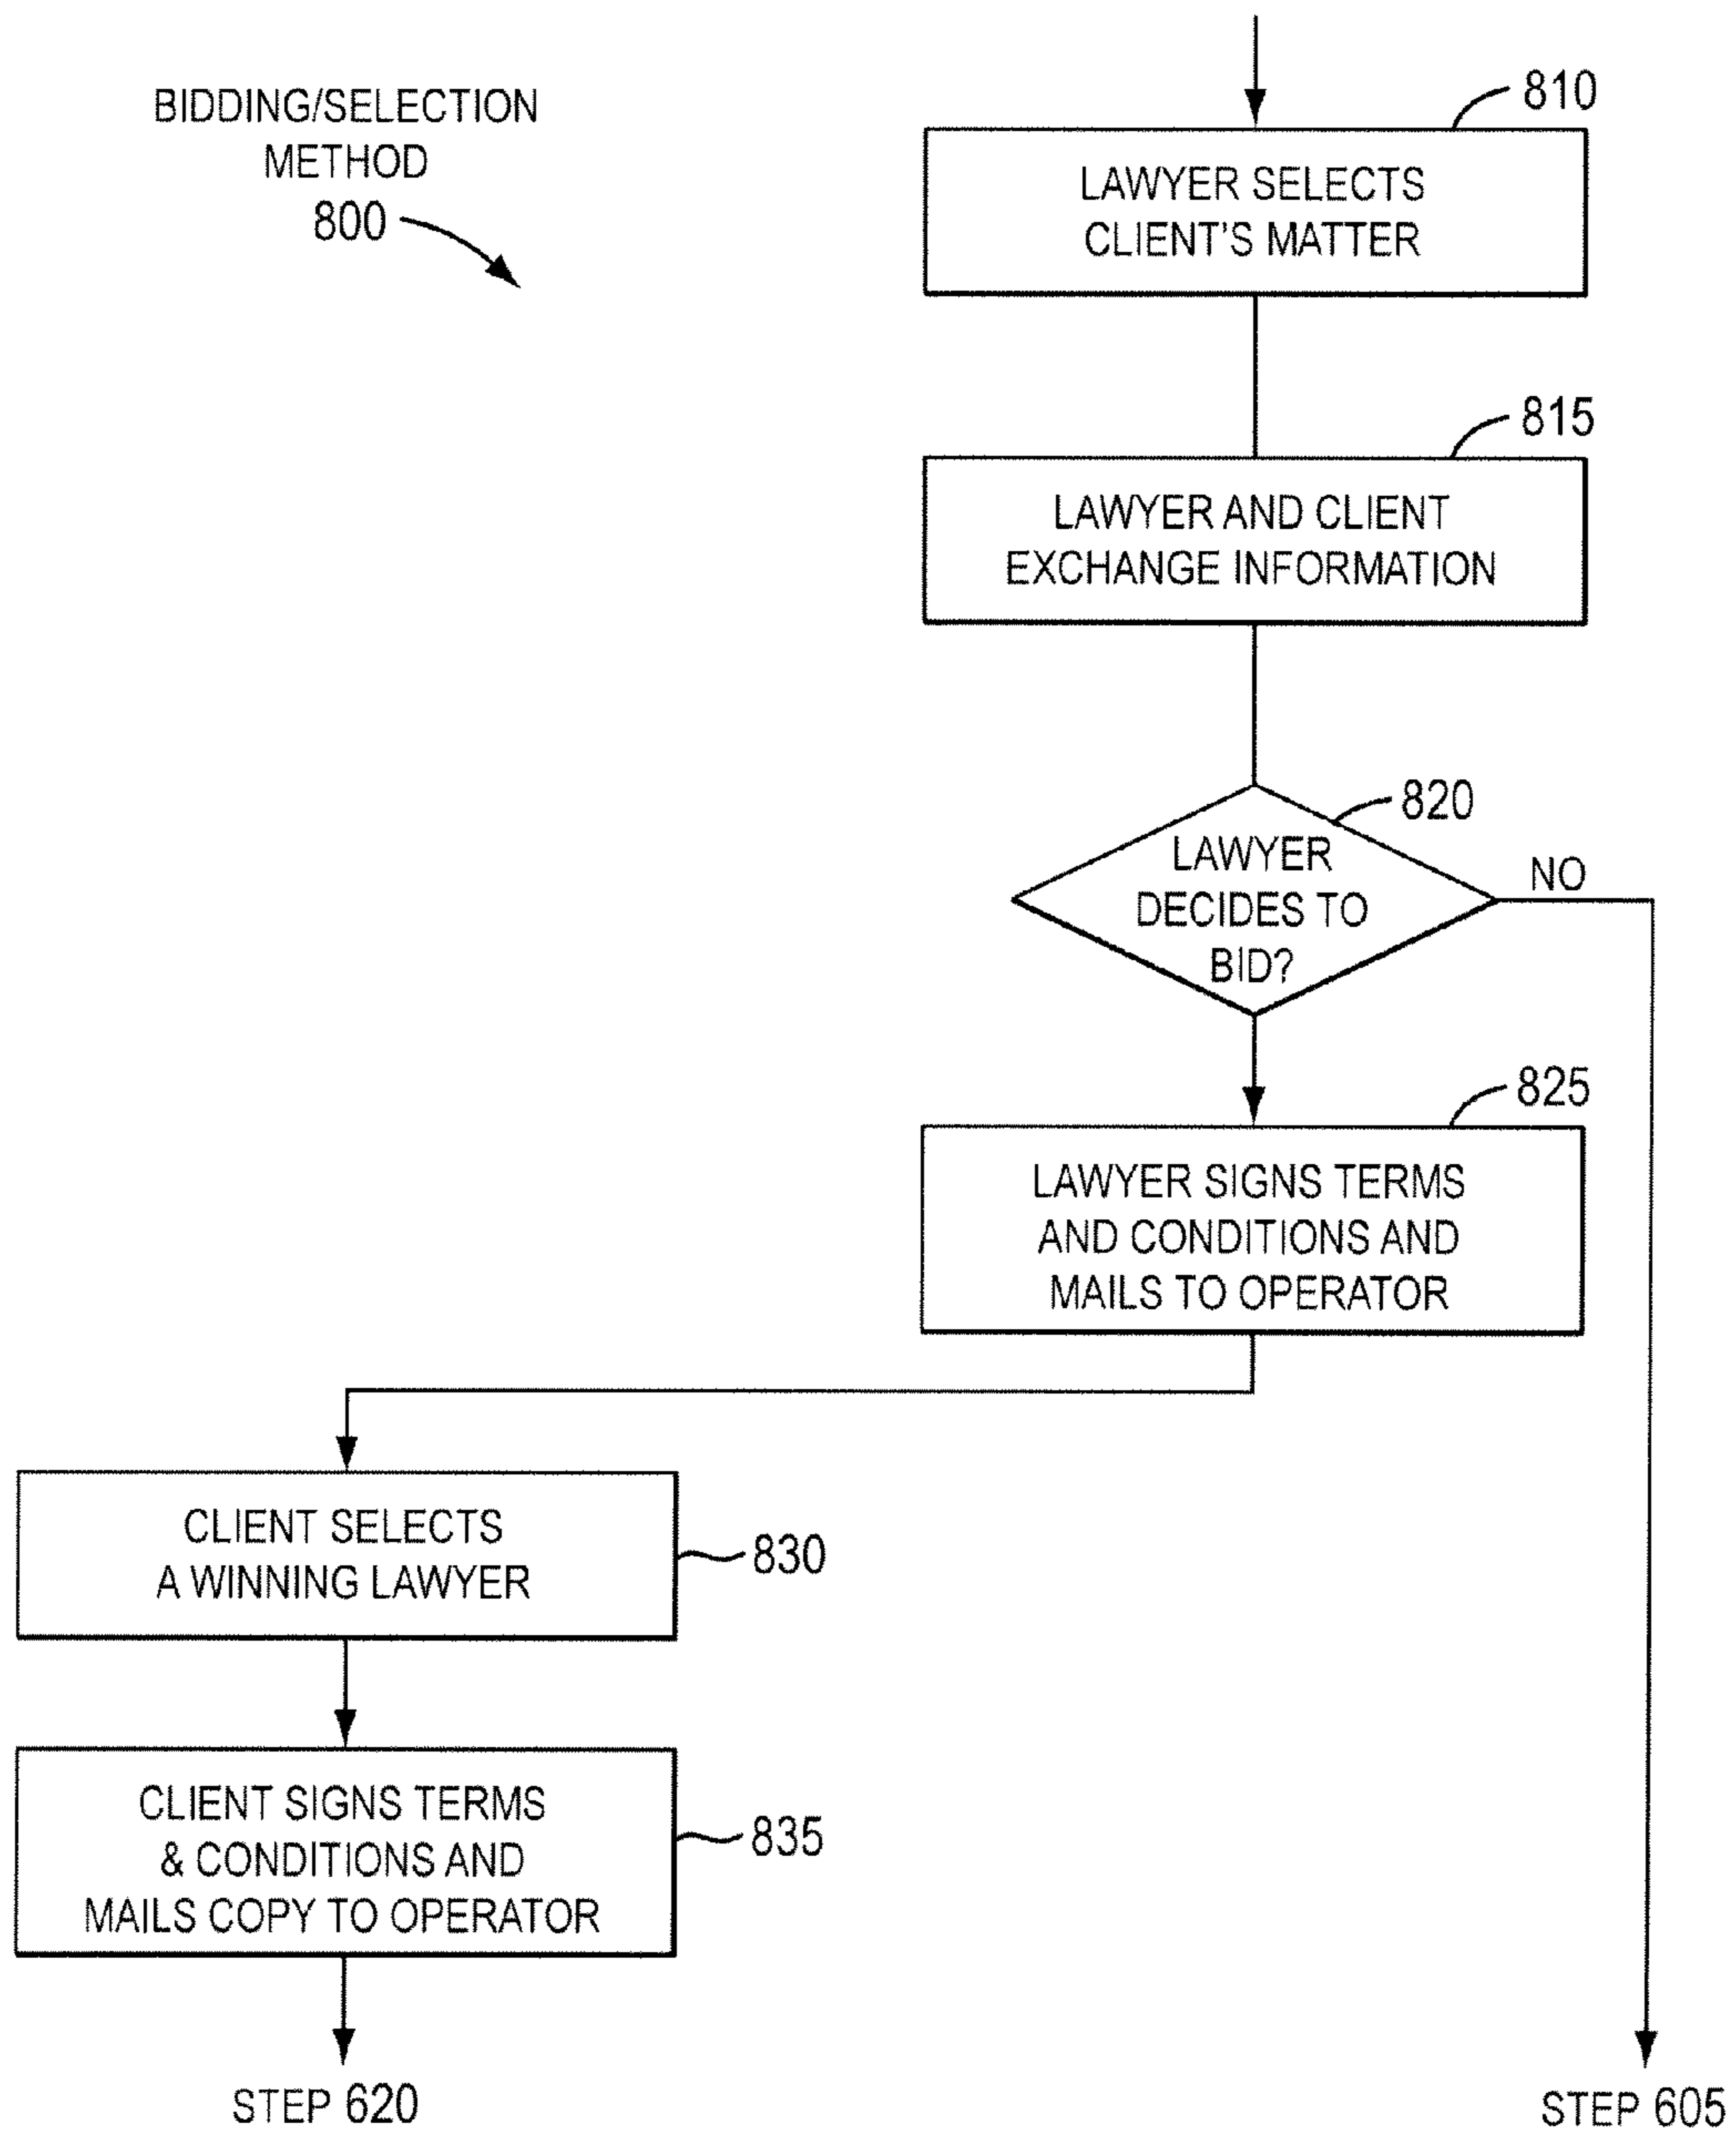 BIDDING/SELECTION
METHOD
800
810
LAWYER SELECTS
CLIENT'S MATTER
815
LAWYER AND CLIENT
EXCHANGE INFORMATION
820
LAWYER
DECIDES TO
BID?
NO
825
LAWYER SIGNS TERMS
AND CONDITIONS AND
MAILS TO OPERATOR
CLIENT SELECTS
A WINNING LAWYER
830
CLIENT SIGNS TERMS
& CONDITIONS AND
MAILS COPY TO OPERATOR
835
STEP 620
STEP 605